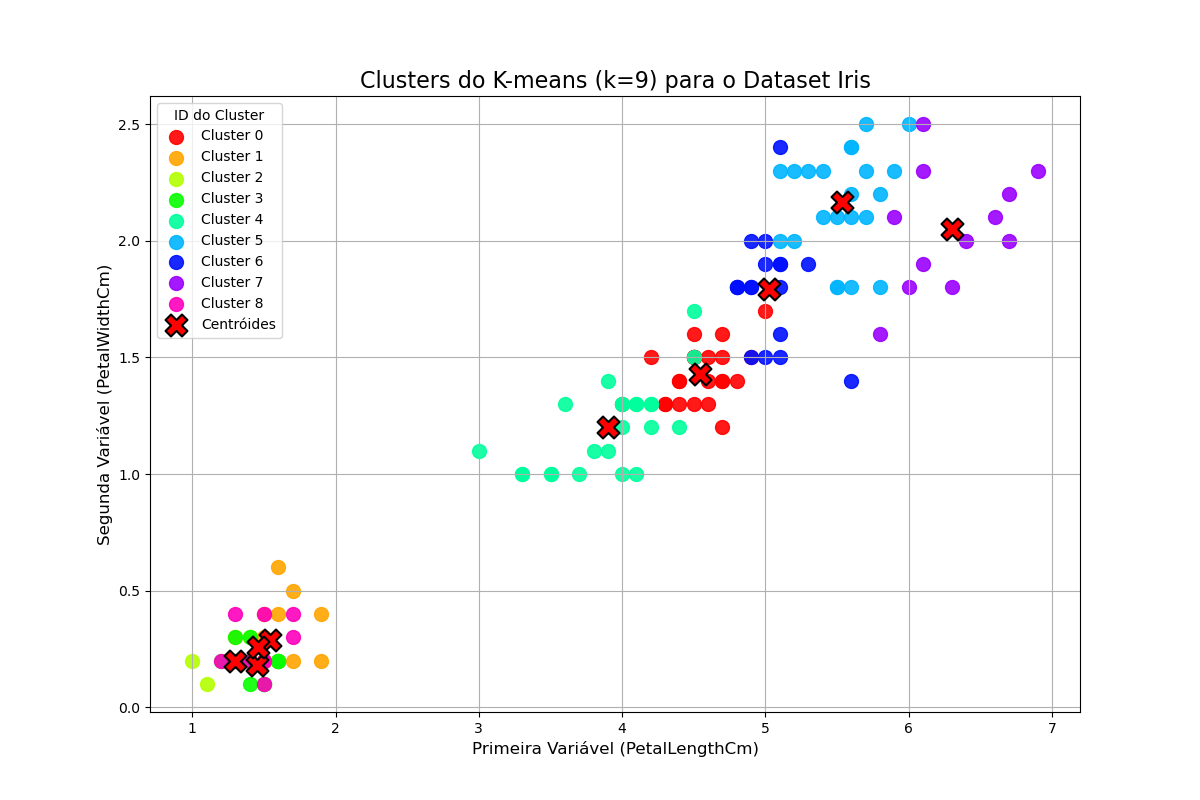 Clusters do K-means (k=9) para o Dataset Iris
ID do Cluster
Cluster 0
Cluster 1
Cluster 2
Cluster 3
Cluster 4
Cluster 5
Cluster 6
Cluster 7
Cluster 8
Centróides
Segunda Variável (PetalWidthCm)
2.5
2.0
1.5
1.0
0.5
0.0
1 2 3 4 5 6 7
Primeira Variável (PetalLengthCm)